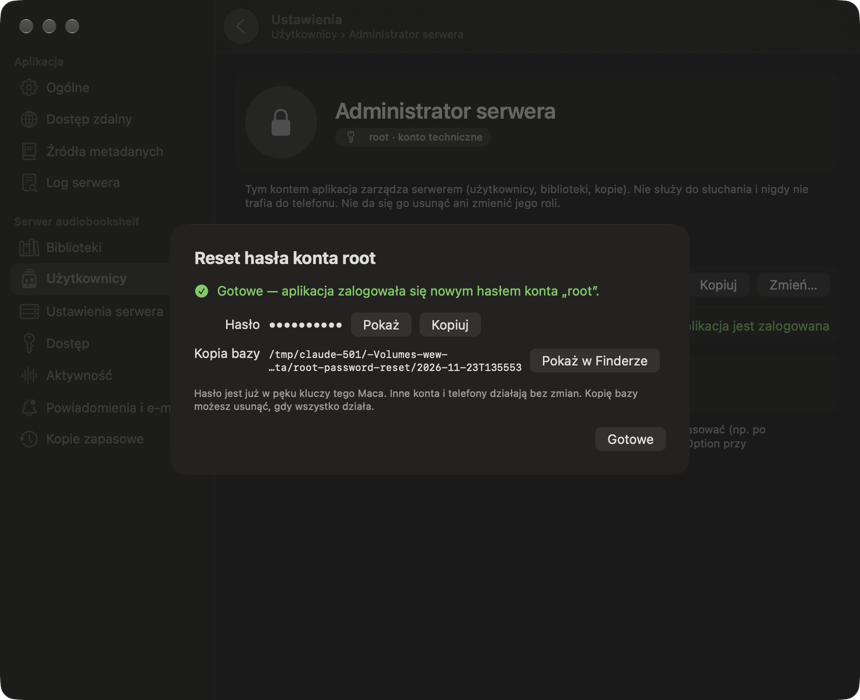 Ustawienia
Użytkownicy › Administrator serwera
Aplikacja
Ogólne
Dostęp zdalny
Źródła metadanych
Log serwera
Serwer audiobookshelf
Biblioteki
Użytkownicy
Ustawienia serwera
Dostęp
Aktywność
Powiadomienia i e-m
Kopie zapasowe
Administrator serwera
root · konto techniczne
Tym kontem aplikacja zarządza serwerem (użytkownicy, biblioteki, kopie). Nie służy do słuchania i nigdy nie
trafia do telefonu. Nie da się go usunąć ani zmienić jego roli.
Kopiuj Zmień...
plikacja jest zalogowana
asować (np. po
Option przy
Reset hasła konta root
Gotowe — aplikacja zalogowała się nowym hasłem konta „root”.
Hasło ●●●●●●●●●● Pokaż Kopiuj
Kopia bazy /tmp/claude-501/-Volumes-wew-
…ta/root-password-reset/2026-11-23T135553 Pokaż w Finderze
Hasło jest już w pęku kluczy tego Maca. Inne konta i telefony działają bez zmian. Kopię bazy
możesz usunąć, gdy wszystko działa.
Gotowe